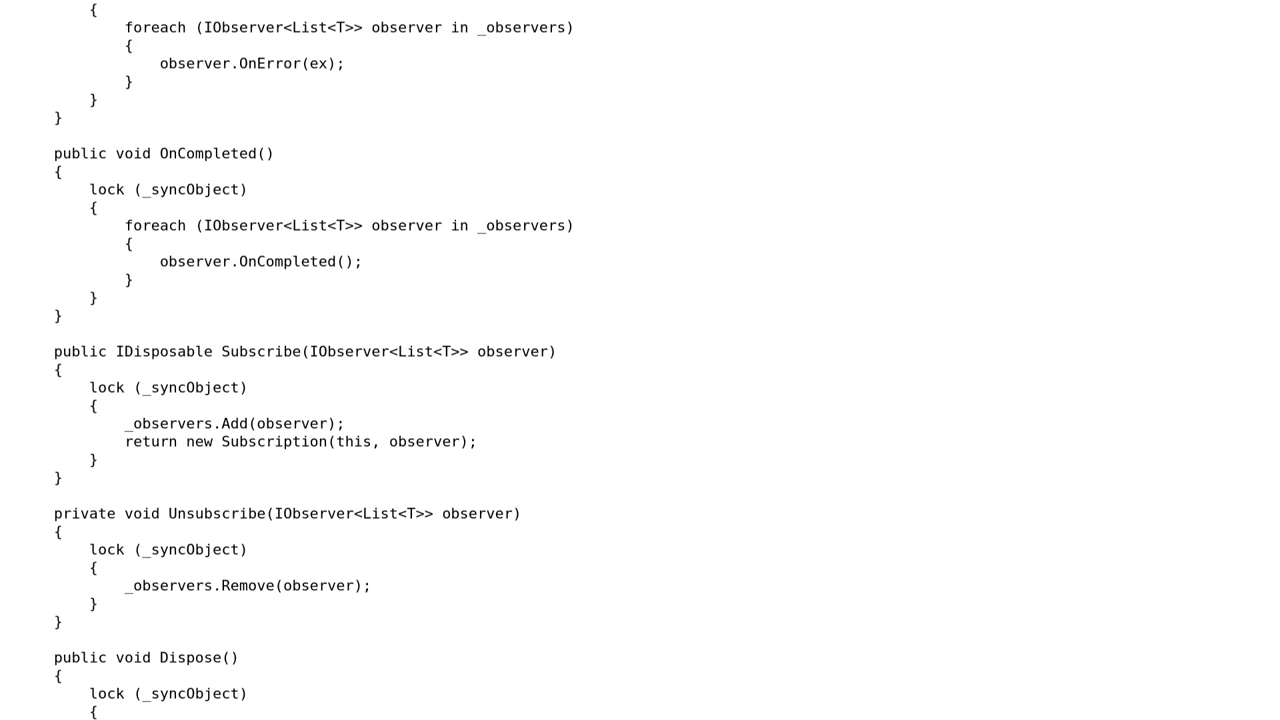 {
foreach (IObserver<List<T>> observer in _observers)
{
observer.OnError(ex);
}
}
}
public void OnCompleted()
{
lock (_syncObject)
{
foreach (IObserver<List<T>> observer in _observers)
{
observer.OnCompleted();
}
}
}
public IDisposable Subscribe(IObserver<List<T>> observer)
{
lock (_syncObject)
{
_observers.Add(observer);
return new Subscription(this, observer);
}
}
private void Unsubscribe(IObserver<List<T>> observer)
{
lock (_syncObject)
{
_observers.Remove(observer);
}
}
public void Dispose()
{
lock (_syncObject)
{